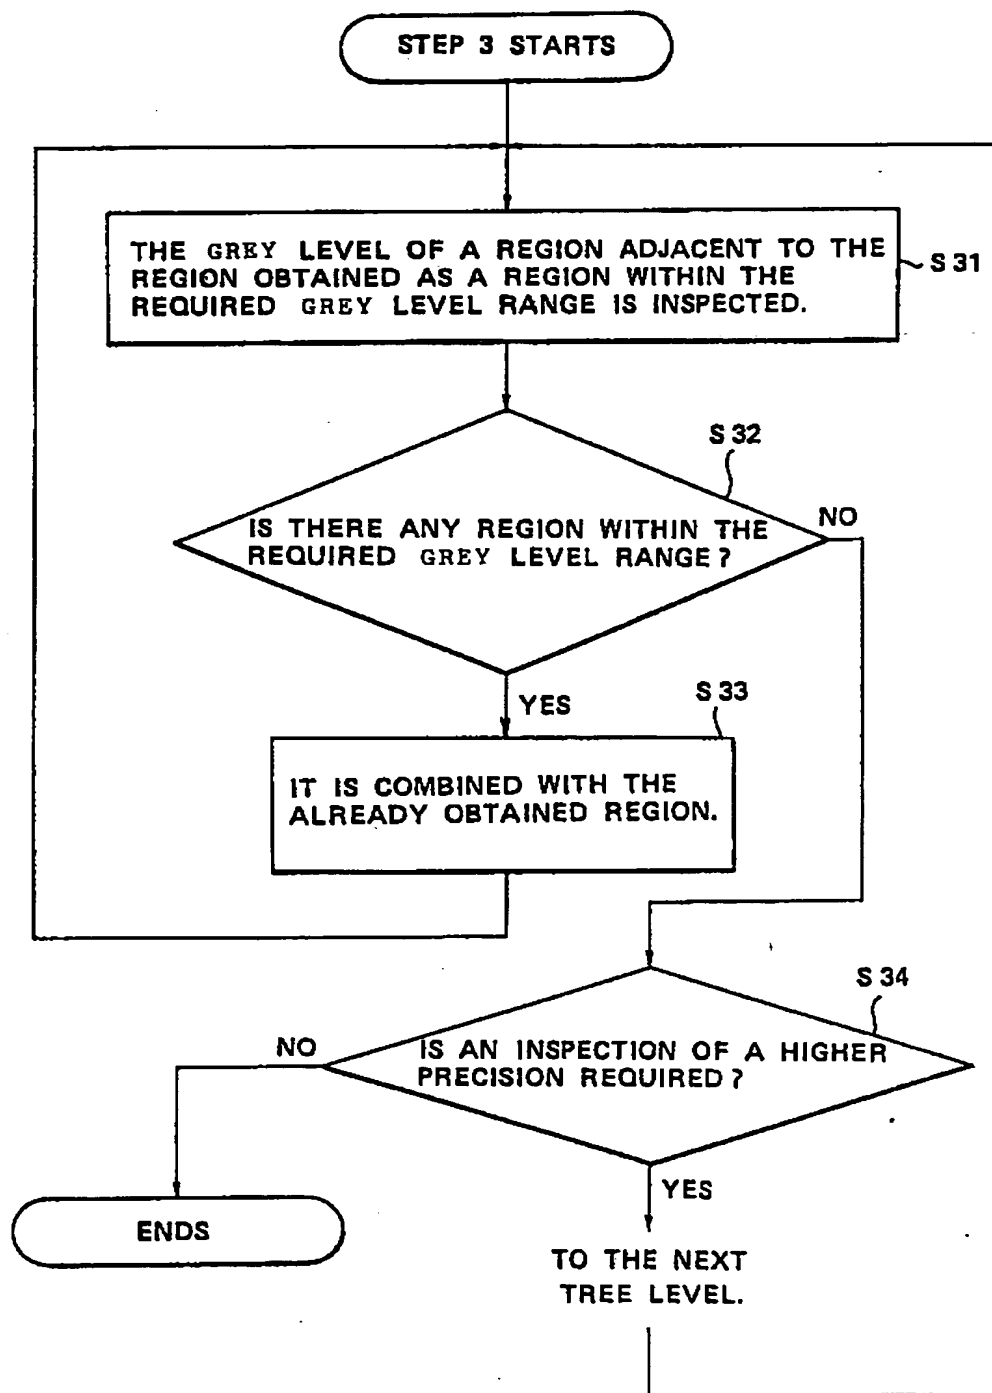 STEP 3 STARTS
THE GREY LEVEL OF A REGION ADJACENT TO THE
REGION OBTAINED AS A REGION WITHIN THE
REQUIRED GREY LEVEL RANGE IS INSPECTED.
S 31
S 32
IS THERE ANY REGION WITHIN THE
REQUIRED GREY LEVEL RANGE ?
NO
YES
S 33
IT IS COMBINED WITH THE
ALREADY OBTAINED REGION.
S 34
NO
IS AN INSPECTION OF A HIGHER
PRECISION REQUIRED ?
YES
ENDS
TO THE NEXT
TREE LEVEL.